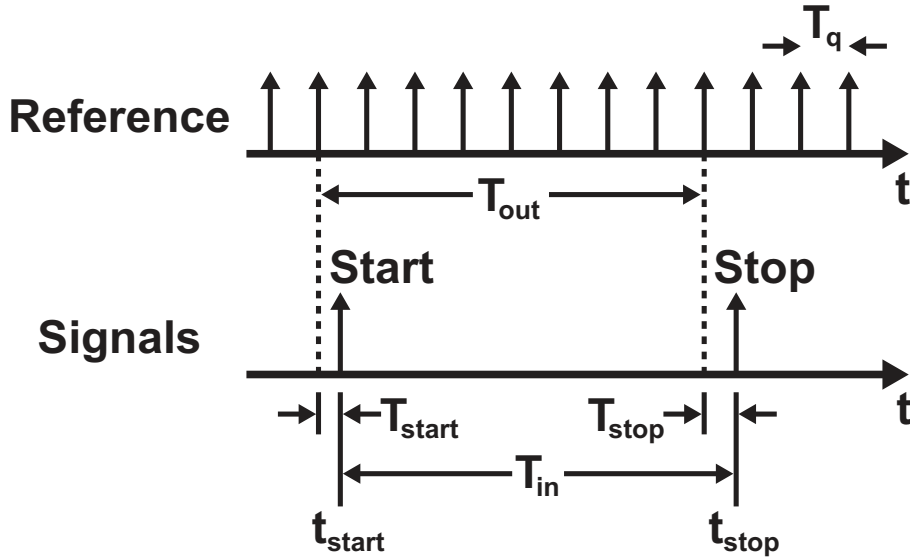 Tq
Reference
t
Tout
Start
Stop
Signals
t
Tstart
Tstop
Tin
tstart
tstop